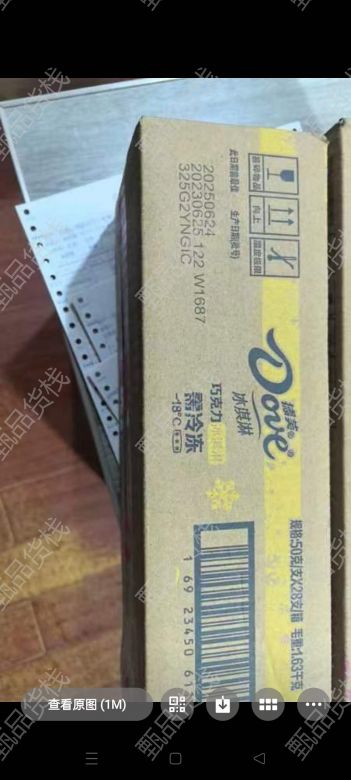 甄品货栈
易碎物品
向上
温度极限
此日期前最佳
生产日期(批号)
20250624
20230625 122 W1687
325G2YNGIC
德芙
Dove
冰淇淋
巧克力
需冷冻
-18℃
规格:50克/支X28支/箱 毛重:1.63千克
1 69 23450 61
查看原图 (1M)